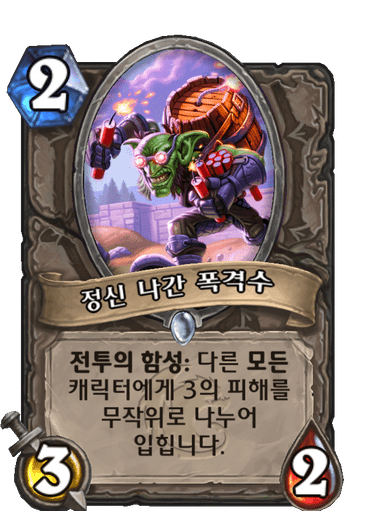 2
정신 나간 폭격수
전투의 함성: 다른 모든
캐릭터에게 3의 피해를
무작위로 나누어
입힙니다.
3
2